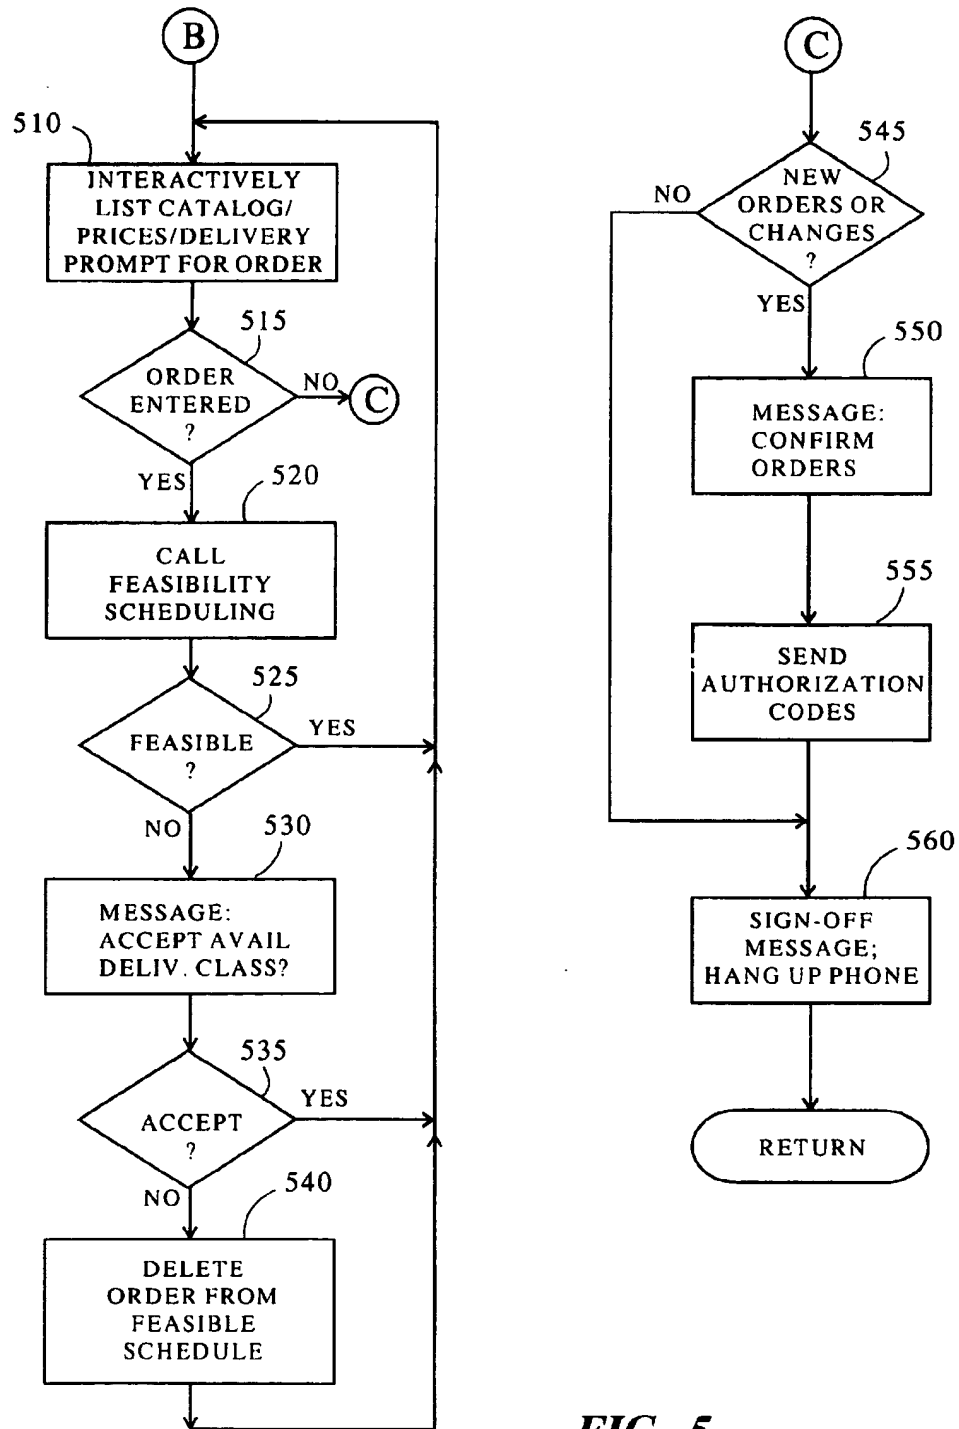 B
510
INTERACTIVELY
LIST CATALOG/
PRICES/DELIVERY
PROMPT FOR ORDER
515
ORDER
ENTERED
?
NO
C
YES
520
CALL
FEASIBILITY
SCHEDULING
525
FEASIBLE
?
YES
NO
530
MESSAGE:
ACCEPT AVAIL
DELIV. CLASS?
535
ACCEPT
?
YES
NO
540
DELETE
ORDER FROM
FEASIBLE
SCHEDULE
C
545
NEW
ORDERS OR
CHANGES
?
NO
YES
550
MESSAGE:
CONFIRM
ORDERS
555
SEND
AUTHORIZATION
CODES
560
SIGN-OFF
MESSAGE;
HANG UP PHONE
RETURN
FIG. 5